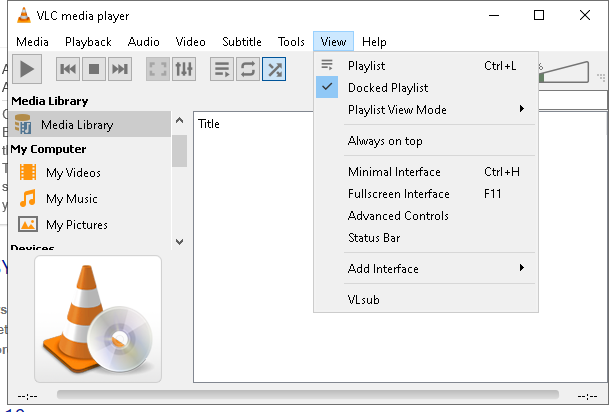 VLC media player
Media Playback Audio Video Subtitle Tools View Help
%
Media Library
Media Library
My Computer
My Videos
My Music
My Pictures
Devices
Title
Playlist Ctrl+L
Docked Playlist
Playlist View Mode
Always on top
Minimal Interface Ctrl+H
Fullscreen Interface F11
Advanced Controls
Status Bar
Add Interface
VLsub
--:-- --:--